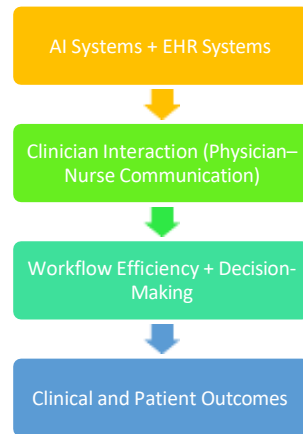 AI Systems + EHR Systems
Clinician Interaction (Physician–
Nurse Communication)
Workflow Efficiency + Decision-
Making
Clinical and Patient Outcomes